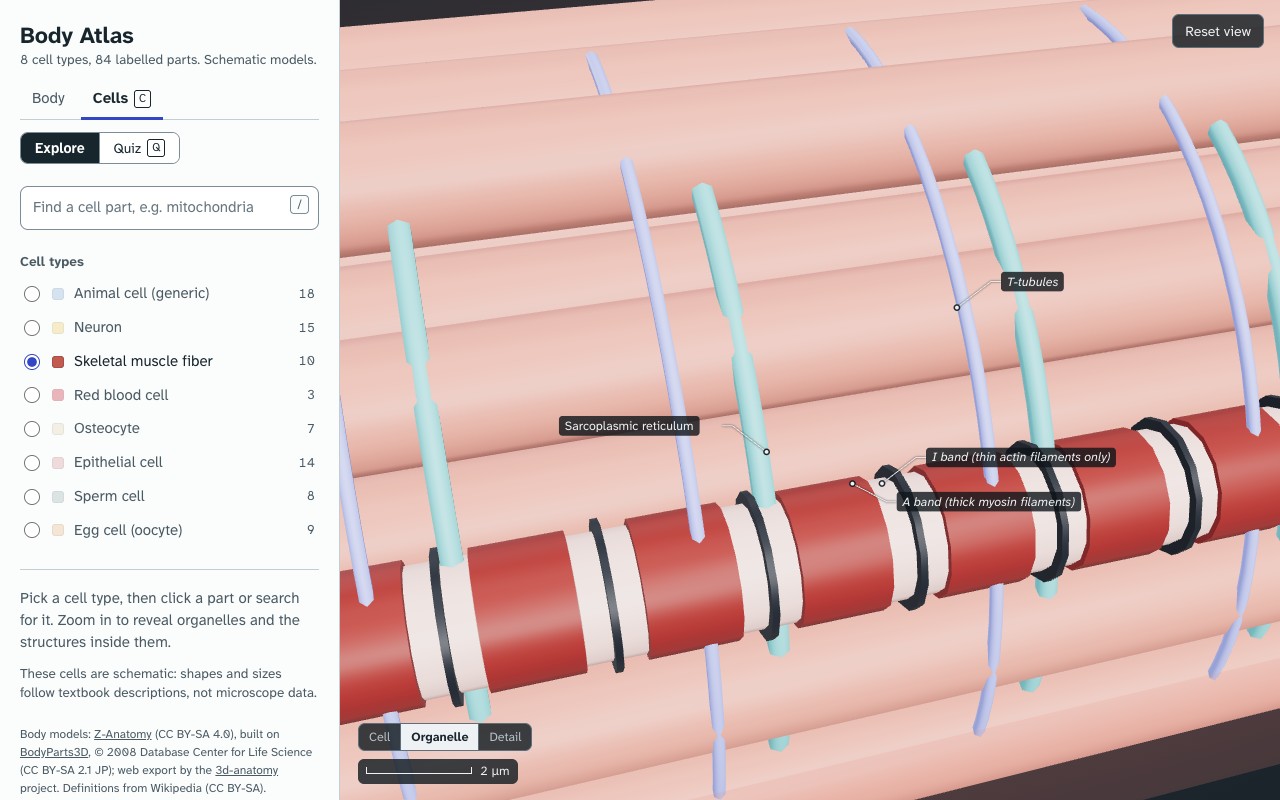 Body Atlas
8 cell types, 84 labelled parts. Schematic models.
Body
Cells C
Explore
Quiz Q
Find a cell part, e.g. mitochondria /
Cell types
Animal cell (generic) 18
Neuron 15
Skeletal muscle fiber 10
Red blood cell 3
Osteocyte 7
Epithelial cell 14
Sperm cell 8
Egg cell (oocyte) 9
Pick a cell type, then click a part or search
for it. Zoom in to reveal organelles and the
structures inside them.
These cells are schematic: shapes and sizes
follow textbook descriptions, not microscope data.
Body models: Z-Anatomy (CC BY-SA 4.0), built on
BodyParts3D, © 2008 Database Center for Life Science
(CC BY-SA 2.1 JP); web export by the 3d-anatomy
project. Definitions from Wikipedia (CC BY-SA).
Reset view
T-tubules
Sarcoplasmic reticulum
I band (thin actin filaments only)
A band (thick myosin filaments)
Cell
Organelle
Detail
2 µm